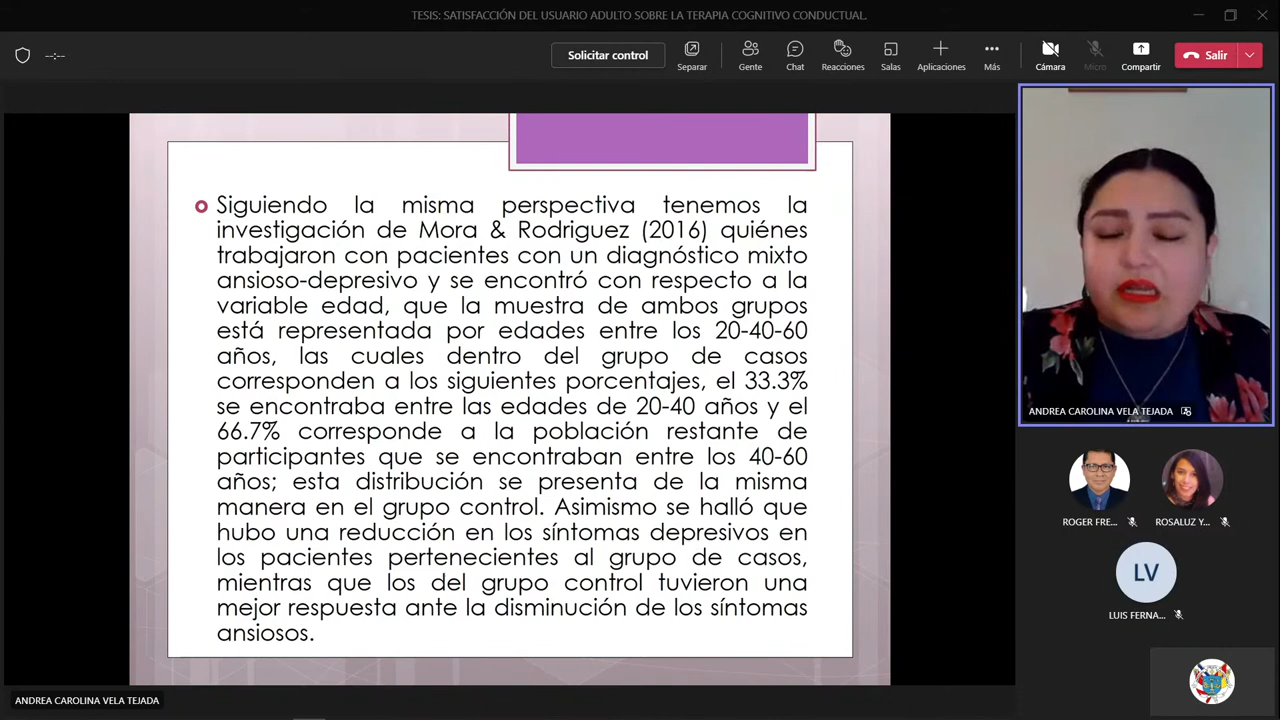 TESIS: SATISFACCIÓN DEL USUARIO ADULTO SOBRE LA TERAPIA COGNITIVO CONDUCTUAL.
--:--
Solicitar control
Separar
Gente
Chat
Reacciones
Salas
Aplicaciones
Más
Cámara
Micro
Compartir
Salir
Siguiendo la misma perspectiva tenemos la
investigación de Mora & Rodriguez (2016) quiénes
trabajaron con pacientes con un diagnóstico mixto
ansioso-depresivo y se encontró con respecto a la
variable edad, que la muestra de ambos grupos
está representada por edades entre los 20-40-60
años, las cuales dentro del grupo de casos
corresponden a los siguientes porcentajes, el 33.3%
se encontraba entre las edades de 20-40 años y el
66.7% corresponde a la población restante de
participantes que se encontraban entre los 40-60
años; esta distribución se presenta de la misma
manera en el grupo control. Asimismo se halló que
hubo una reducción en los síntomas depresivos en
los pacientes pertenecientes al grupo de casos,
mientras que los del grupo control tuvieron una
mejor respuesta ante la disminución de los síntomas
ansiosos.
ANDREA CAROLINA VELA TEJADA
ROGER FRE...
ROSALUZ Y...
LV
LUIS FERNA...
ANDREA CAROLINA VELA TEJADA